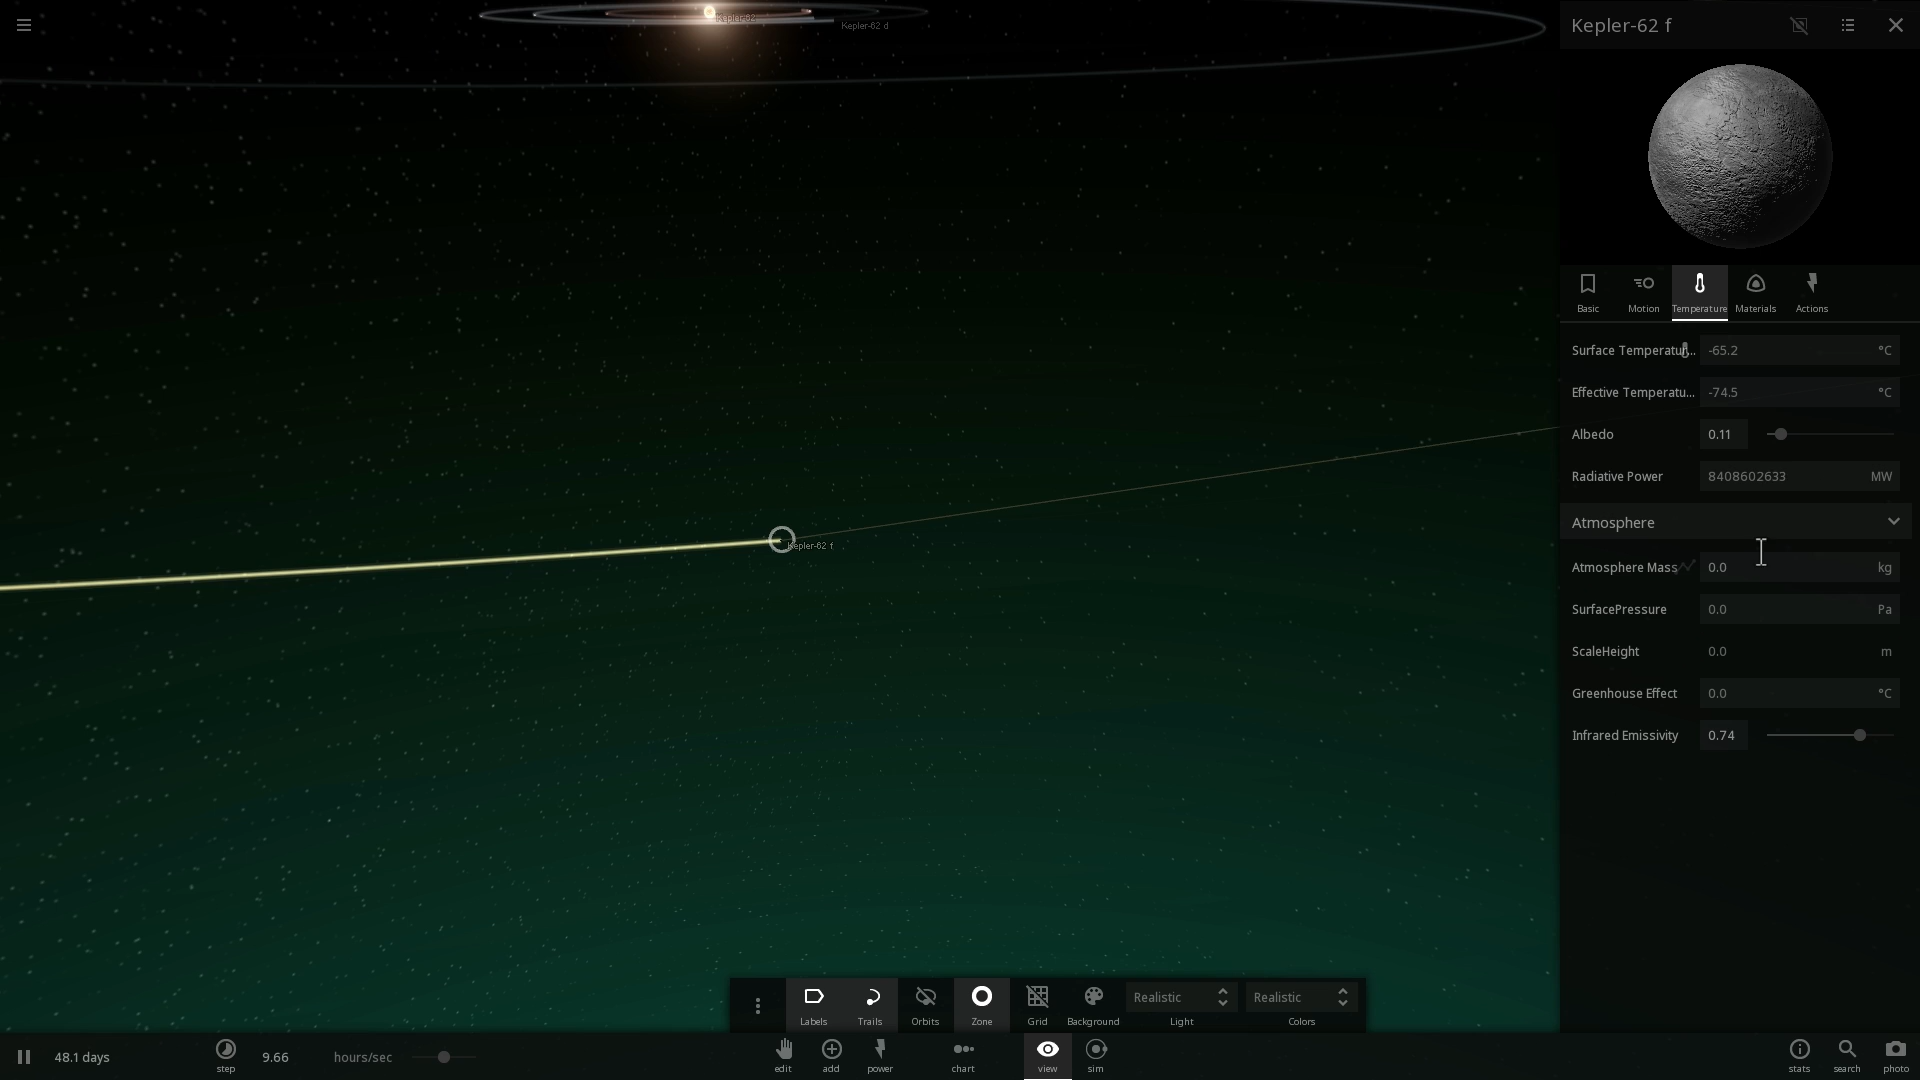 Kepler-62
Kepler-62 d
Kepler-62 f
Kepler-62 f
Basic
Motion
Temperature
Materials
Actions
Surface Temperatur... -65.2 °C
Effective Temperatu... -74.5 °C
Albedo 0.11
Radiative Power 8408602633 MW
Atmosphere
Atmosphere Mass 0.0 kg
SurfacePressure 0.0 Pa
ScaleHeight 0.0 m
Greenhouse Effect 0.0 °C
Infrared Emissivity 0.74
Realistic
Realistic
Labels
Trails
Orbits
Zone
Grid
Background
Light
Colors
48.1 days
step
9.66 hours/sec
edit
add
power
chart
view
sim
stats
search
photo